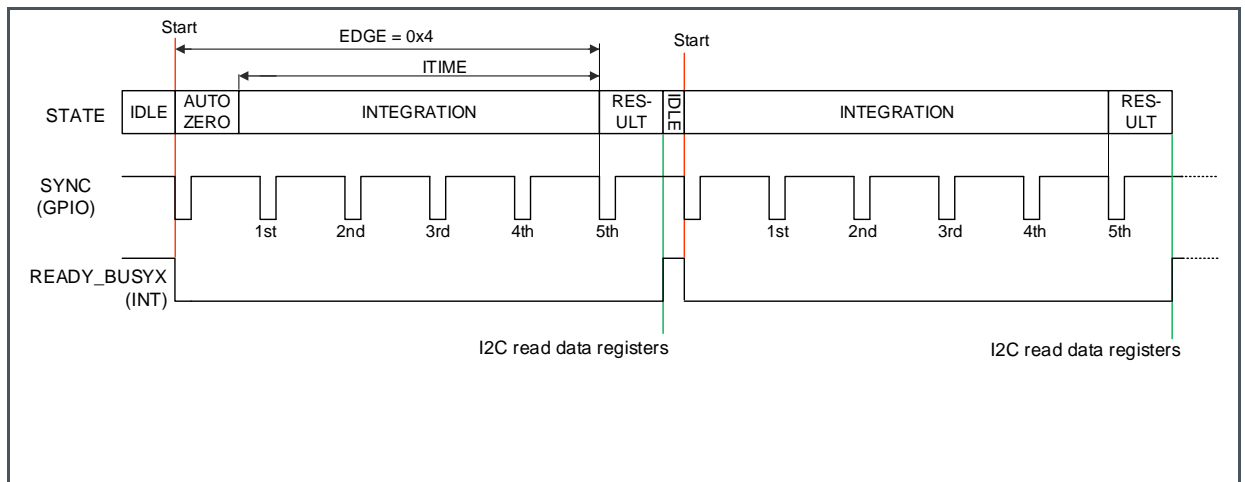 Start
EDGE = 0x4
Start
ITIME
STATE
IDLE
AUTO
ZERO
INTEGRATION
RES-
ULT
IDLE
INTEGRATION
RES-
ULT
SYNC
(GPIO)
1st 2nd 3rd 4th 5th 1st 2nd 3rd 4th 5th
READY_BUSYX
(INT)
I2C read data registers
I2C read data registers